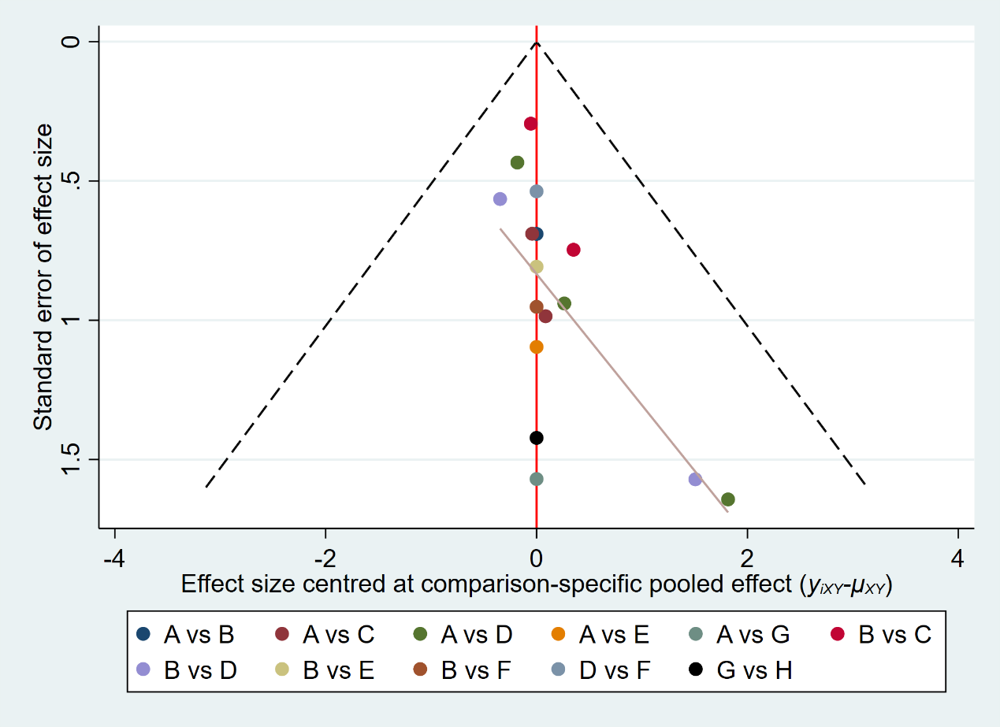 Standard error of effect size
0
.5
1
1.5
-4 -2 0 2 4
Effect size centred at comparison-specific pooled effect (yiXY-μXY)
A vs B A vs C A vs D A vs E A vs G B vs C
B vs D B vs E B vs F D vs F G vs H